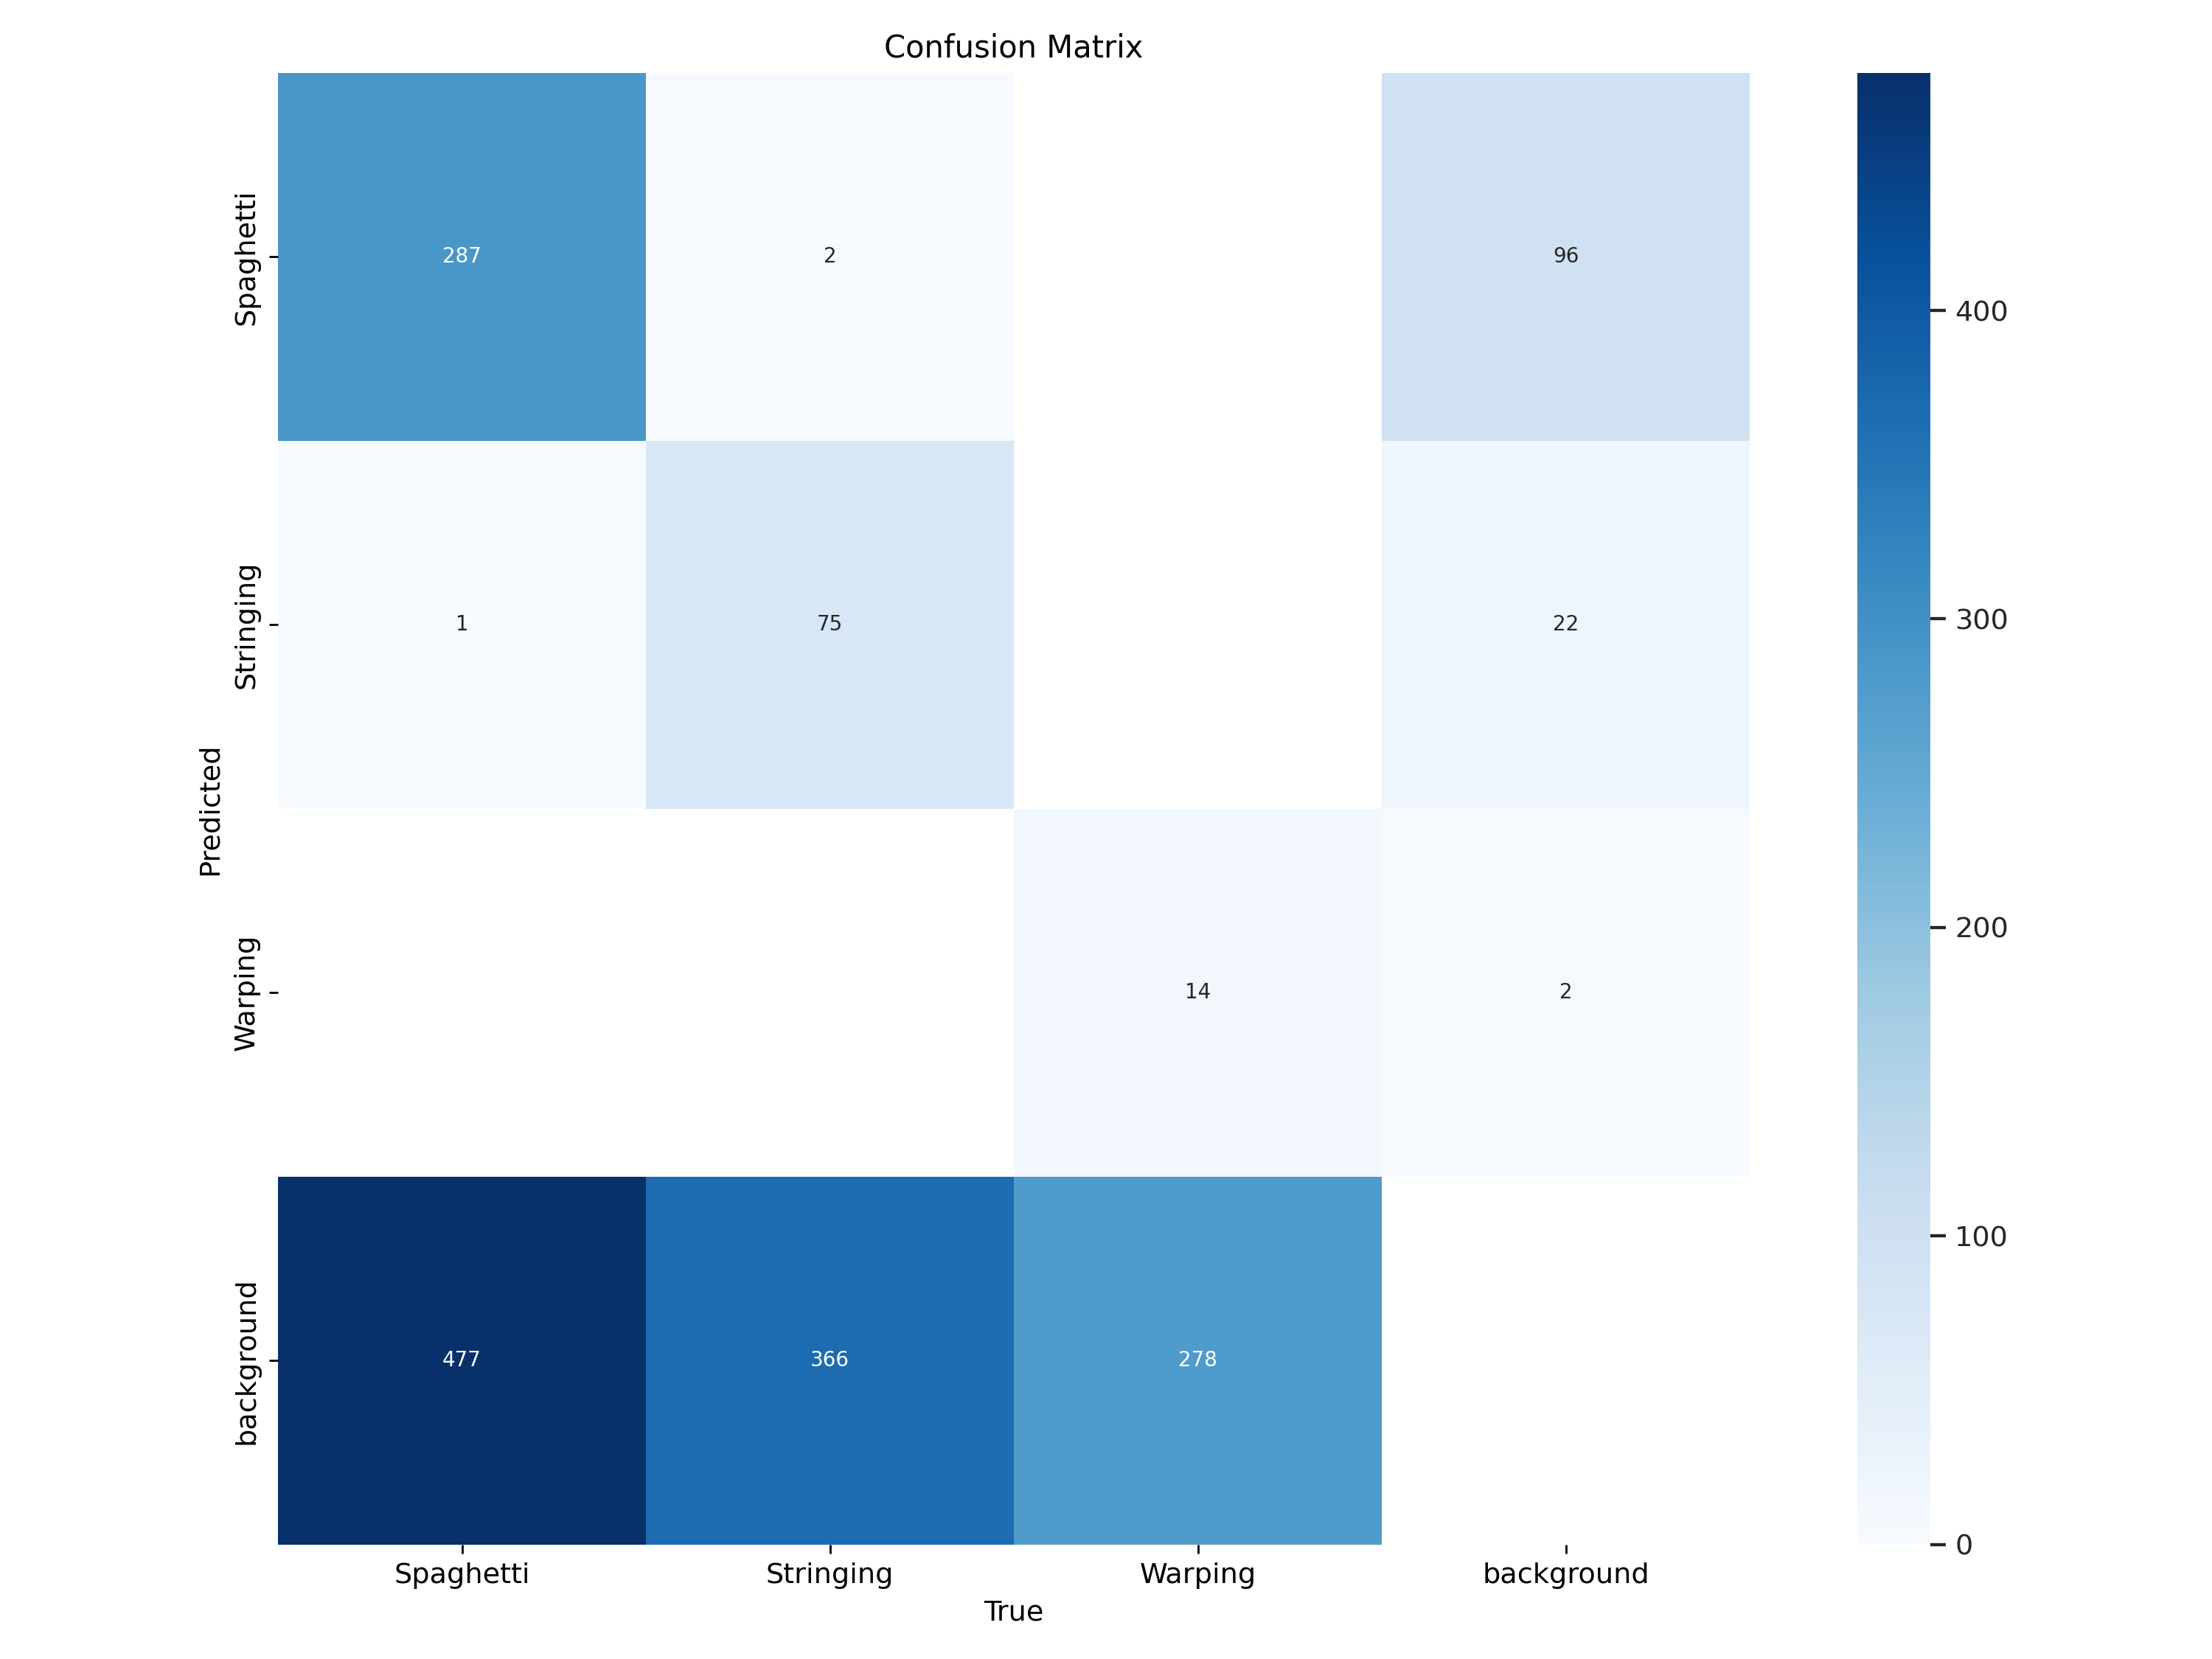 Confusion Matrix
Spaghetti
287
2
96
400
Stringing
1
75
22
300
Predicted
200
Warping
14
2
100
background
477
366
278
0
Spaghetti
Stringing
Warping
background
True